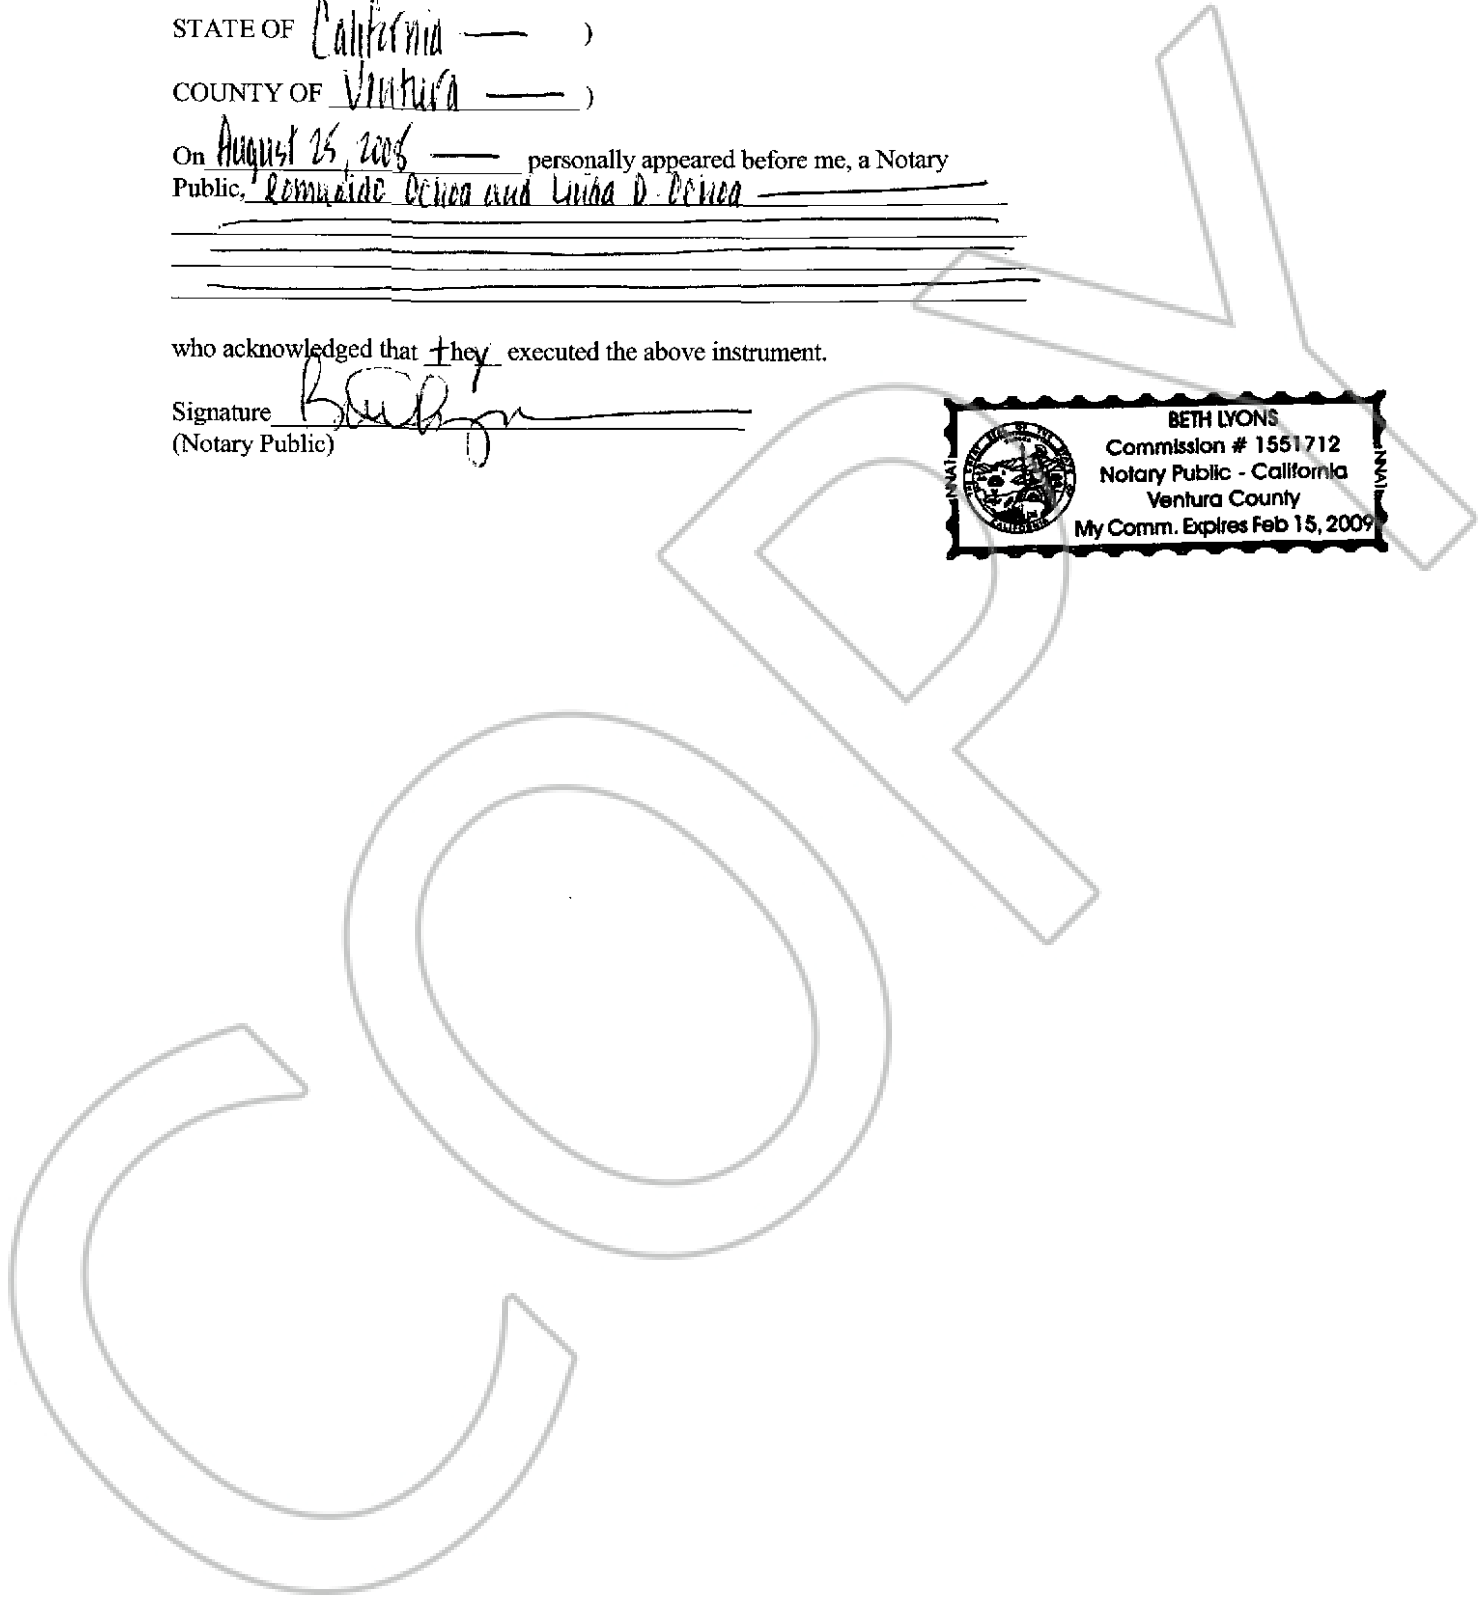 STATE OF California — )
COUNTY OF Ventura — )
On August 25, 2008 — personally appeared before me, a Notary
Public, Romualdo Ochoa and D. Ochoa —
who acknowledged that they executed the above instrument.
Signature
(Notary Public)
BETH LYONS
Commission # 1551712
Notary Public - California
Ventura County
My Comm. Expires Feb 15, 2009
COPY